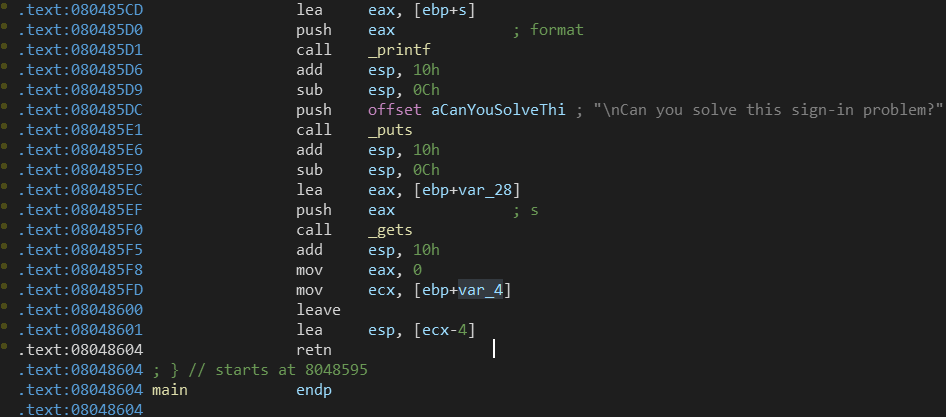 .text:080485CD lea eax, [ebp+s]
.text:080485D0 push eax ; format
.text:080485D1 call _printf
.text:080485D6 add esp, 10h
.text:080485D9 sub esp, 0Ch
.text:080485DC push offset aCanYouSolveThi ; "\nCan you solve this sign-in problem?"
.text:080485E1 call _puts
.text:080485E6 add esp, 10h
.text:080485E9 sub esp, 0Ch
.text:080485EC lea eax, [ebp+var_28]
.text:080485EF push eax ; s
.text:080485F0 call _gets
.text:080485F5 add esp, 10h
.text:080485F8 mov eax, 0
.text:080485FD mov ecx, [ebp+var_4]
.text:08048600 leave
.text:08048601 lea esp, [ecx-4]
.text:08048604 retn
.text:08048604 ; } // starts at 8048595
.text:08048604 main endp
.text:08048604